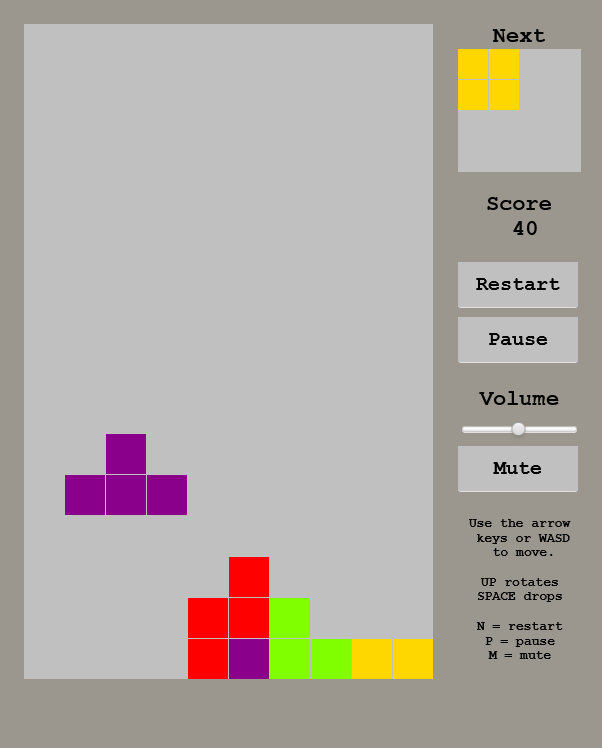 Next
Score
40
Restart
Pause
Volume
Mute
Use the arrow
keys or WASD
to move.
UP rotates
SPACE drops
N = restart
P = pause
M = mute